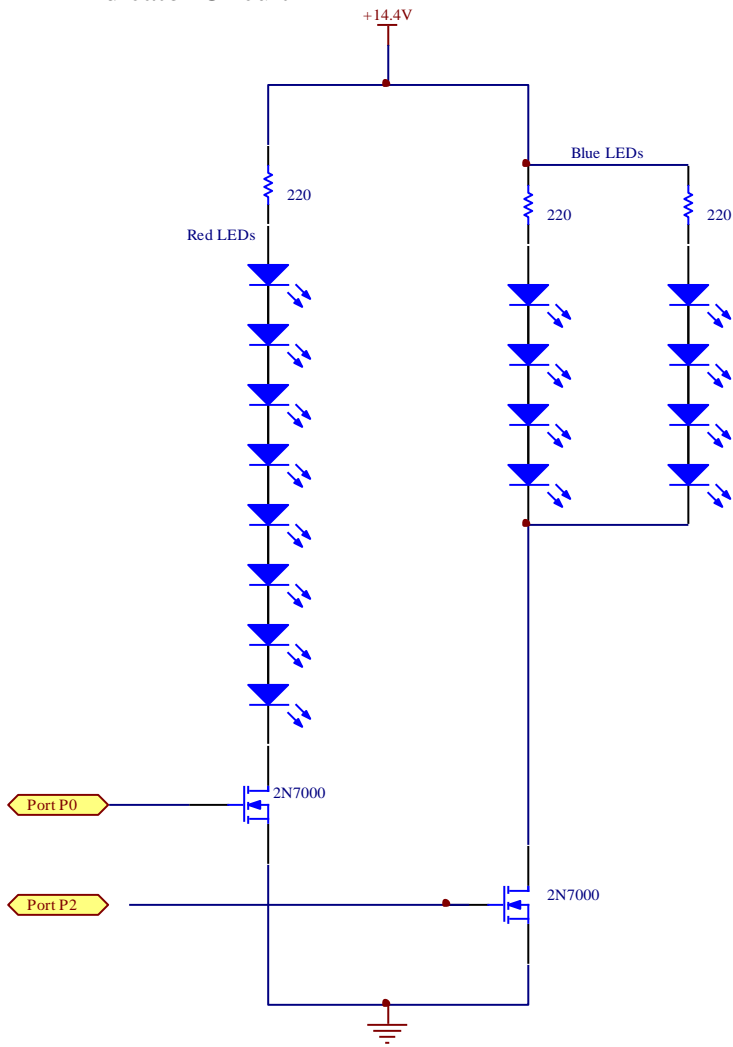 +14.4V
Blue LEDs
220
220
220
Red LEDs
2N7000
Port P0
2N7000
Port P2